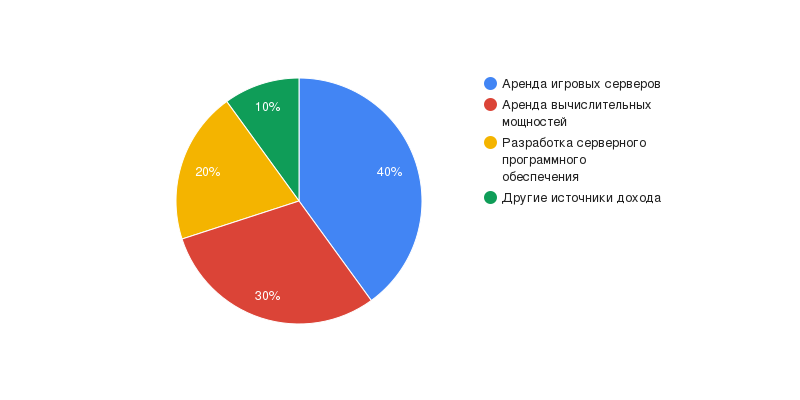 Аренда игровых серверов
Аренда вычислительных
мощностей
Разработка серверного
программного
обеспечения
Другие источники дохода
10%
20%
40%
30%